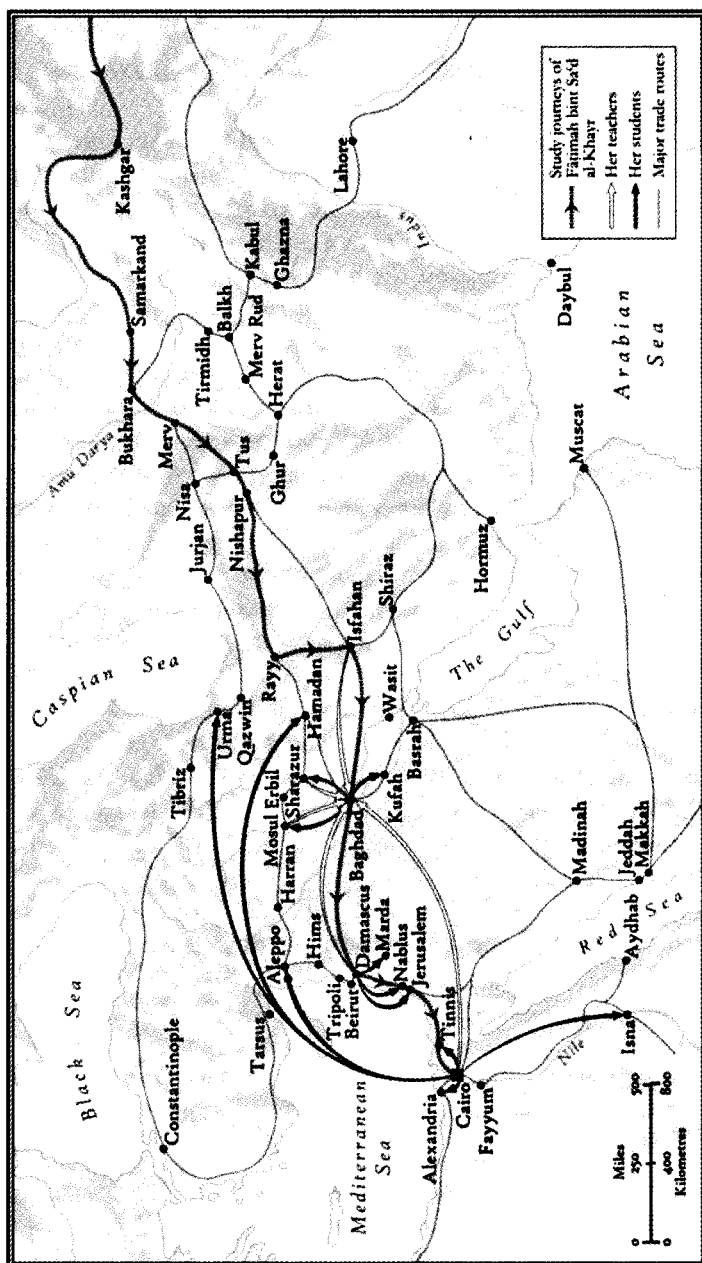 Black Sea
Caspian Sea
Constantinople
Tibriz
Urma
Qazwin
Jurjan
Nisa
Merv
Amu Darya
Bukhara
Samarkand
Kashgar
Tirmidh
Balkh
Merv Rud
Kabul
Ghazna
Herat
Ghur
Tus
Nishapur
Rayy
Hamadan
Isfahan
Shiraz
Hormuz
Lahore
Indus
Daybul
Arabian
Sea
Muscat
The Gulf
Wasit
Basrah
Kufah
Baghdad
Sharazur
Mosul Erbil
Harran
Aleppo
Tarsus
Hims
Tripoli
Beirut
Damascus
Marda
Nablus
Jerusalem
Tinnis
Mediterranean
Sea
Alexandria
Cairo
Fayyum
Nile
Isna
Aydhab
Red Sea
Jeddah
Makkah
Madinah
Miles
0 250 500
0 400 800
Kilometres
Study journeys of
Fāṭimah bint Saʿd
al-Khayr
Her teachers
Her students
Major trade routes